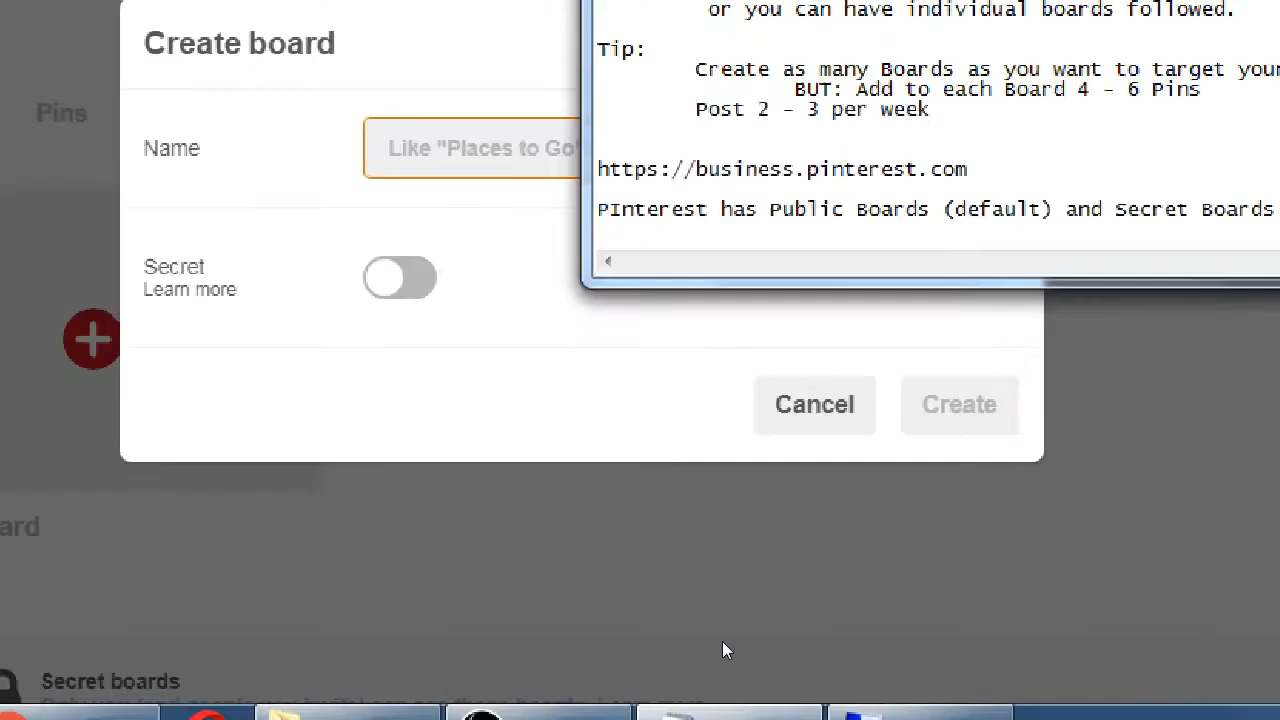 Create board
Pins
Name
Like "Places to Go"
Secret
Learn more
Cancel
Create
ard
Secret boards
or you can have individual boards followed.
Tip:
Create as many Boards as you want to target your
BUT: Add to each Board 4 - 6 Pins
Post 2 - 3 per week
https://business.pinterest.com
PInterest has Public Boards (default) and Secret Boards